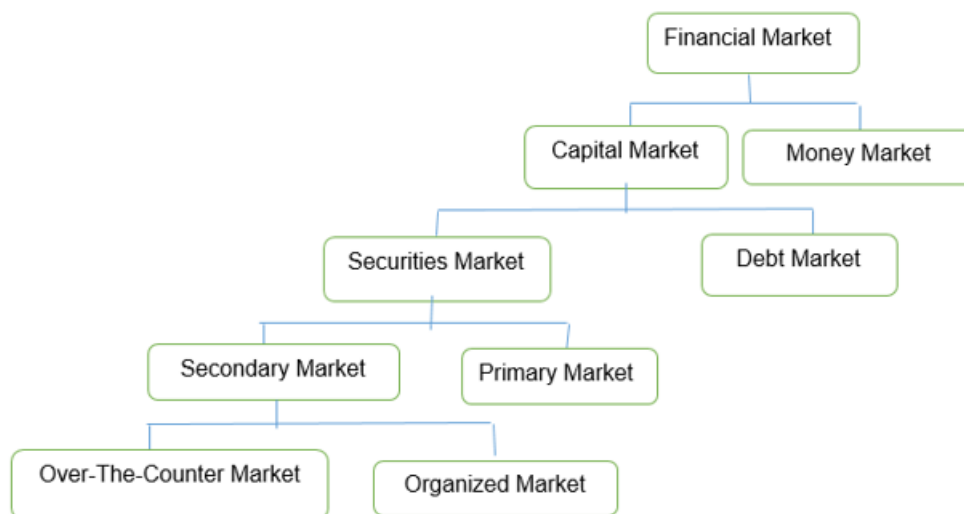 Financial Market
Capital Market
Money Market
Securities Market
Debt Market
Secondary Market
Primary Market
Over-The-Counter Market
Organized Market